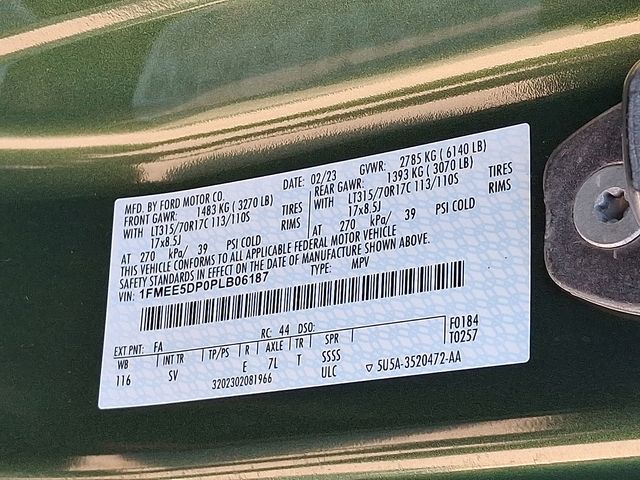 MFD. BY FORD MOTOR CO. DATE: 02/23 GVWR: 2785 KG ( 6140 LB)
FRONT GAWR: 1483 KG ( 3270 LB) REAR GAWR: 1393 KG ( 3070 LB)
WITH LT315/70R17C 113/110S TIRES WITH LT315/70R17C 113/110S TIRES
17x8.5J RIMS 17x8.5J RIMS
AT 270 kPa/ 39 PSI COLD AT 270 kPa/ 39 PSI COLD
THIS VEHICLE CONFORMS TO ALL APPLICABLE FEDERAL MOTOR VEHICLE
SAFETY STANDARDS IN EFFECT ON THE DATE OF MANUFACTURE SHOWN ABOVE.
VIN: 1FMEE5DP0PLB06187 TYPE: MPV
EXT PNT: FA RC: 44 DSO: F0184
WB INT TR TP/PS R AXLE TR SPR T0257
116 SV E 7L T SSSS
3202302081966 ULC ▽ 5U5A-3520472-AA